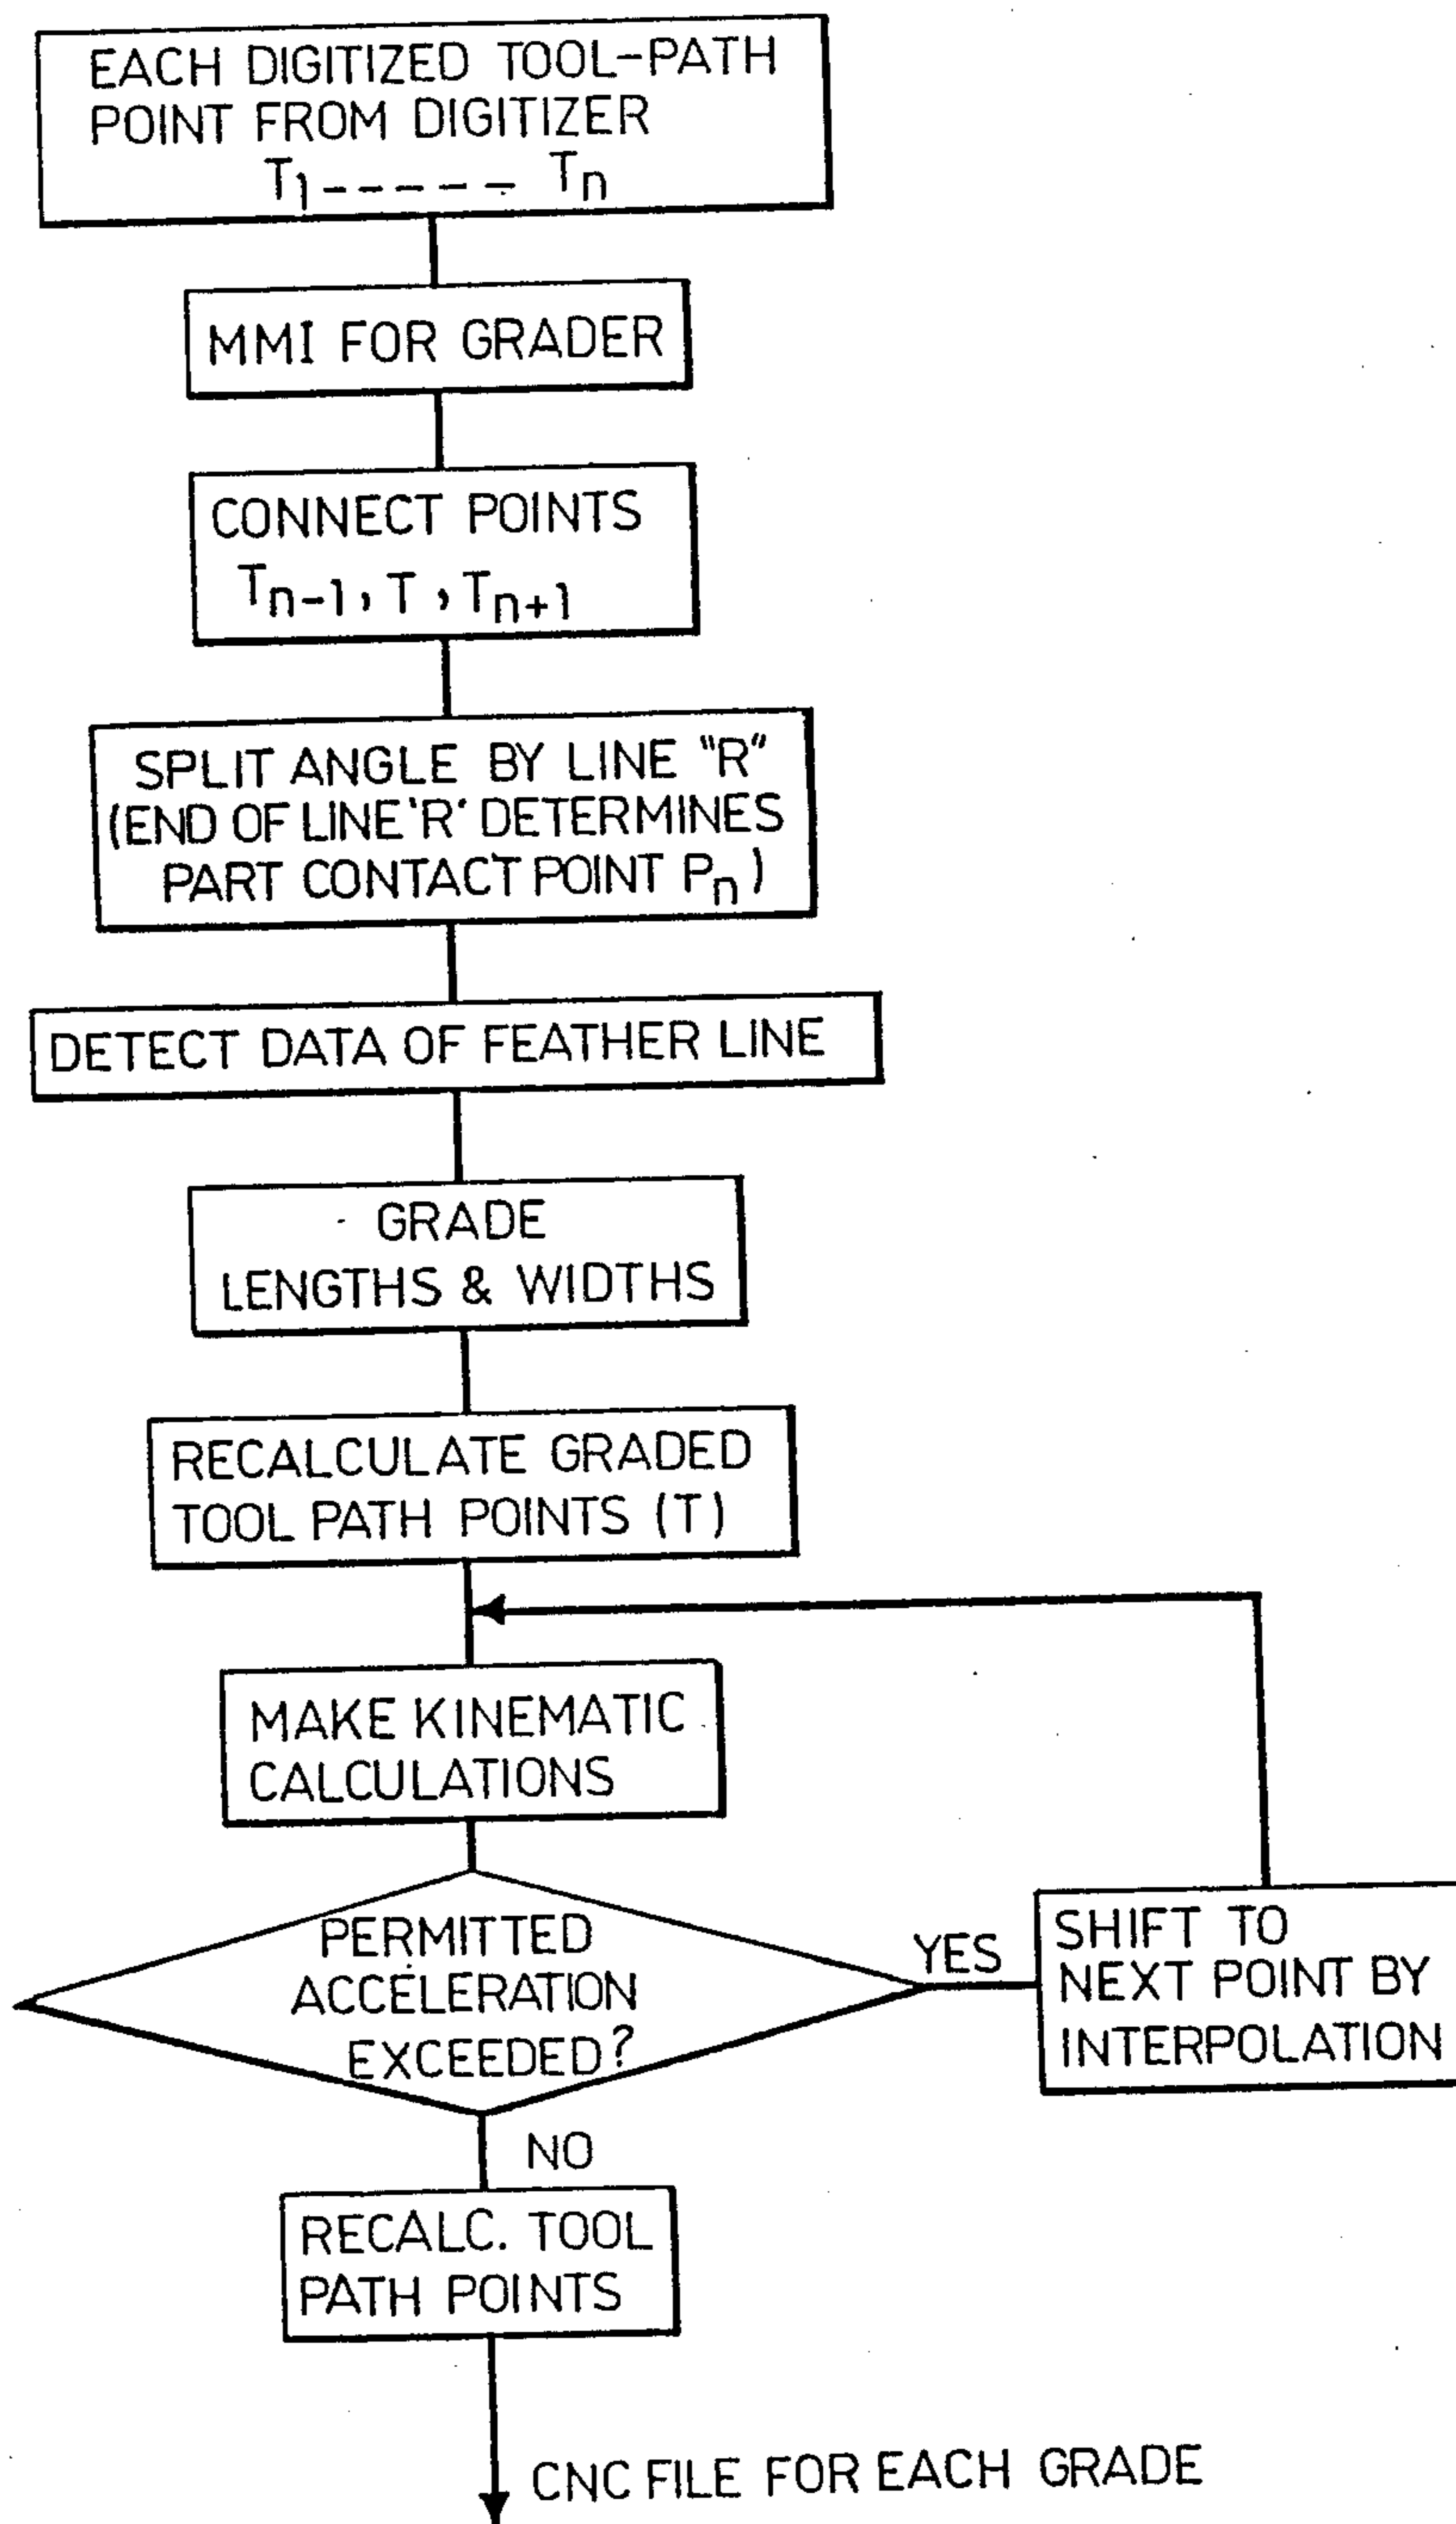 EACH DIGITIZED TOOL-PATH
POINT FROM DIGITIZER
T1 ----- Tn
MMI FOR GRADER
CONNECT POINTS
Tn-1, T, Tn+1
SPLIT ANGLE BY LINE "R"
(END OF LINE 'R' DETERMINES
PART CONTACT POINT Pn)
DETECT DATA OF FEATHER LINE
GRADE
LENGTHS & WIDTHS
RECALCULATE GRADED
TOOL PATH POINTS (T)
MAKE KINEMATIC
CALCULATIONS
PERMITTED
ACCELERATION
EXCEEDED?
YES
SHIFT TO
NEXT POINT BY
INTERPOLATION
NO
RECALC. TOOL
PATH POINTS
CNC FILE FOR EACH GRADE